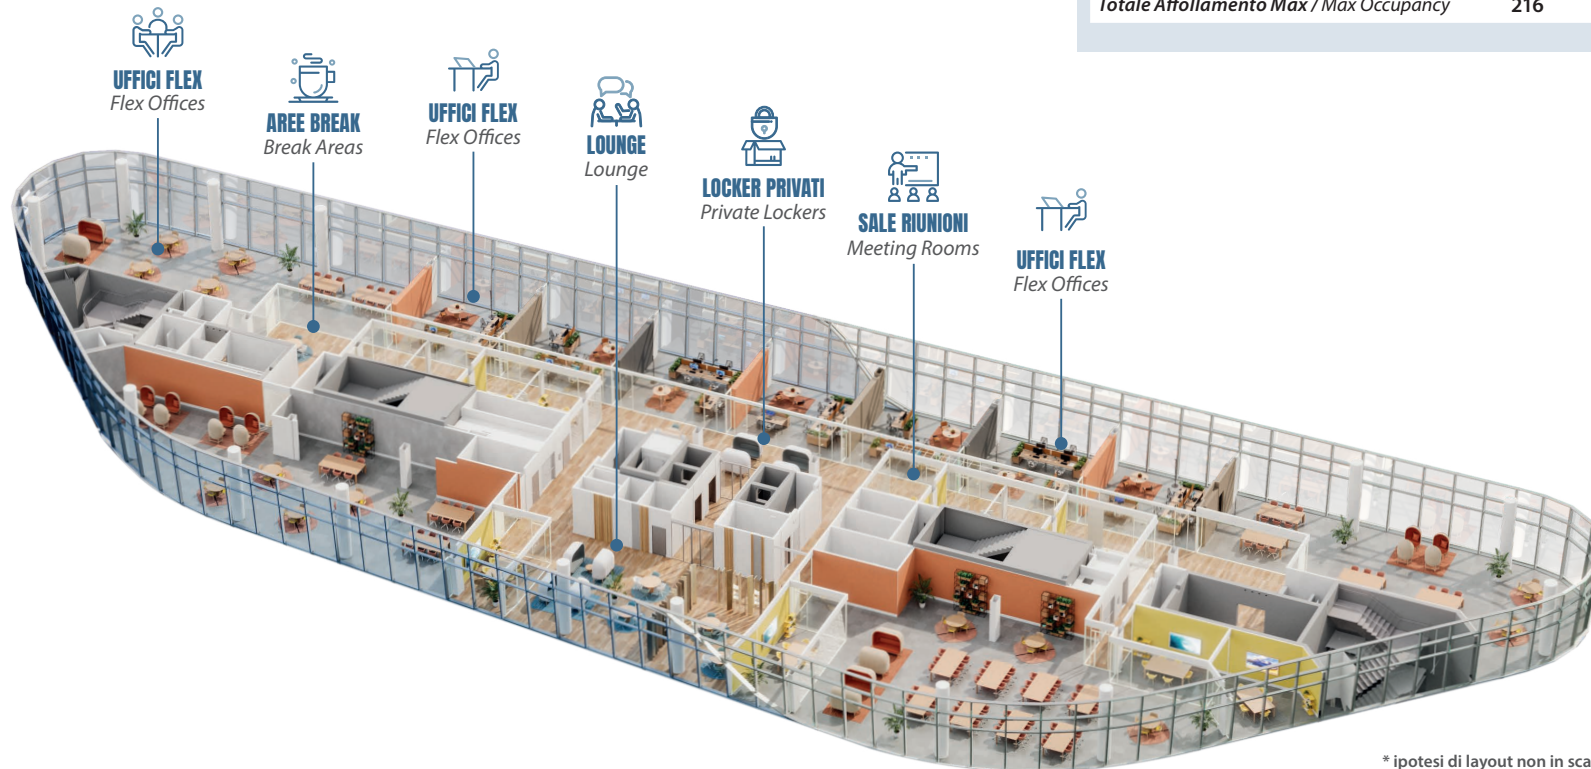 Totale Affollamento Max / Max Occupancy 216
UFFICI FLEX
Flex Offices
AREE BREAK
Break Areas
UFFICI FLEX
Flex Offices
LOUNGE
Lounge
LOCKER PRIVATI
Private Lockers
SALE RIUNIONI
Meeting Rooms
UFFICI FLEX
Flex Offices
* ipotesi di layout non in sca